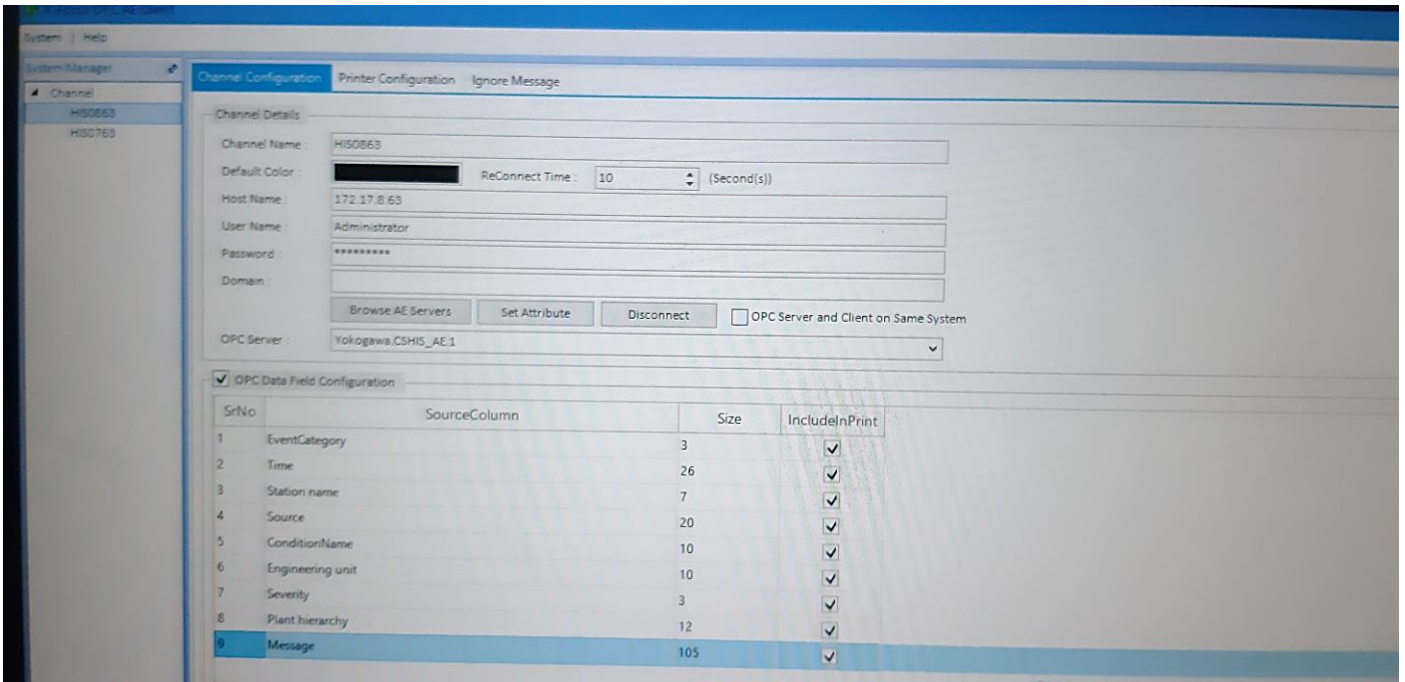 OPC AE Client
System | Help
System Manager
Channel
HIS0863
HIS0763
Channel Configuration Printer Configuration Ignore Message
Channel Details
Channel Name : HIS0863
Default Color : ReConnect Time : 10 (Second(s))
Host Name : 172.17.8.63
User Name : Administrator
Password : *********
Domain :
Browse AE Servers Set Attribute Disconnect OPC Server and Client on Same System
OPC Server : Yokogawa.CSHIS_AE.1
OPC Data Field Configuration
SrNo SourceColumn Size IncludeInPrint
1 EventCategory 3
2 Time 26
3 Station name 7
4 Source 20
5 ConditionName 10
6 Engineering unit 10
7 Severity 3
8 Plant hierarchy 12
9 Message 105